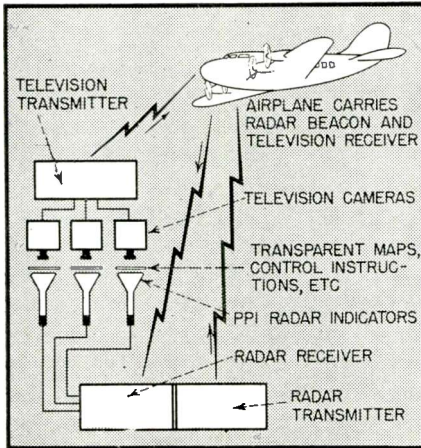 TELEVISION
TRANSMITTER
AIRPLANE CARRIES
RADAR BEACON AND
TELEVISION RECEIVER
TELEVISION CAMERAS
TRANSPARENT MAPS,
CONTROL INSTRUC-
TIONS, ETC
PPI RADAR INDICATORS
RADAR RECEIVER
RADAR
TRANSMITTER